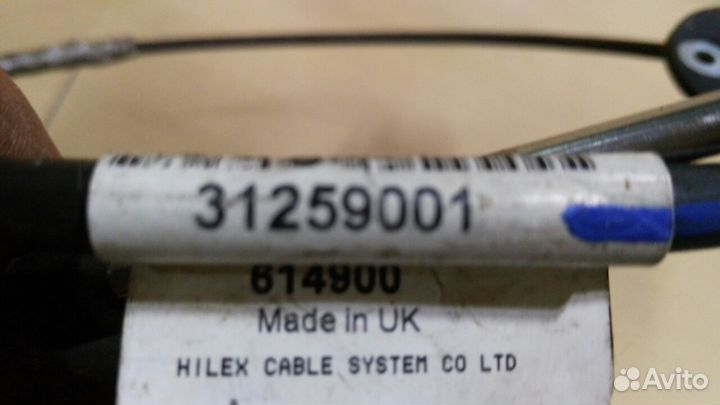 31259001
614900
Made in UK
HILEX CABLE SYSTEM CO LTD
Avito